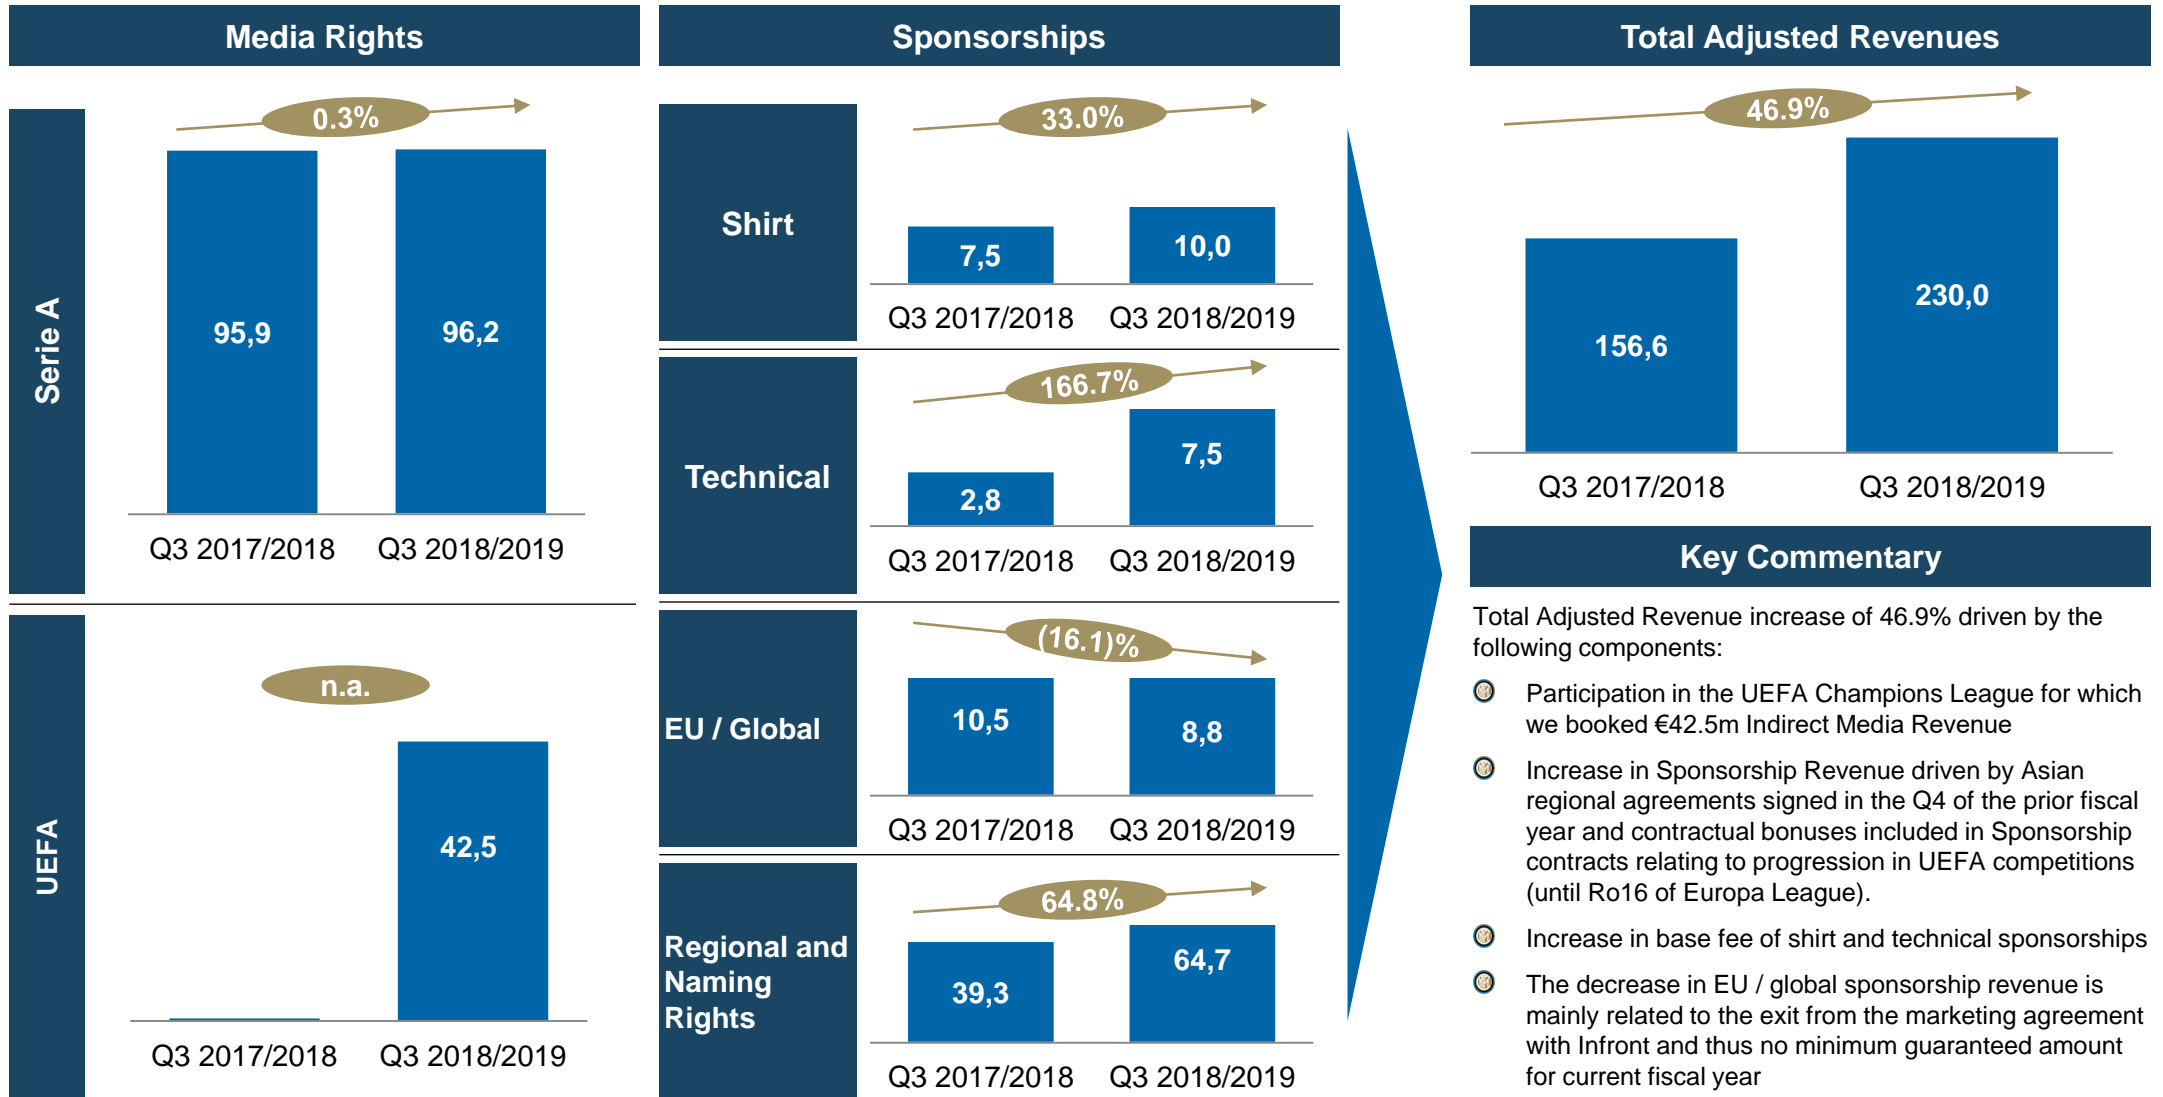 Media Rights
Serie A
0.3%
95,9
96,2
Q3 2017/2018
Q3 2018/2019
UEFA
n.a.
42,5
Q3 2017/2018
Q3 2018/2019
Sponsorships
Shirt
33.0%
7,5
10,0
Q3 2017/2018
Q3 2018/2019
Technical
166.7%
2,8
7,5
Q3 2017/2018
Q3 2018/2019
EU / Global
(16.1)%
10,5
8,8
Q3 2017/2018
Q3 2018/2019
Regional and
Naming
Rights
64.8%
39,3
64,7
Q3 2017/2018
Q3 2018/2019
Total Adjusted Revenues
46.9%
156,6
230,0
Q3 2017/2018
Q3 2018/2019
Key Commentary
Total Adjusted Revenue increase of 46.9% driven by the
following components:
Participation in the UEFA Champions League for which
we booked €42.5m Indirect Media Revenue
Increase in Sponsorship Revenue driven by Asian
regional agreements signed in the Q4 of the prior fiscal
year and contractual bonuses included in Sponsorship
contracts relating to progression in UEFA competitions
(until Ro16 of Europa League).
Increase in base fee of shirt and technical sponsorships
The decrease in EU / global sponsorship revenue is
mainly related to the exit from the marketing agreement
with Infront and thus no minimum guaranteed amount
for current fiscal year